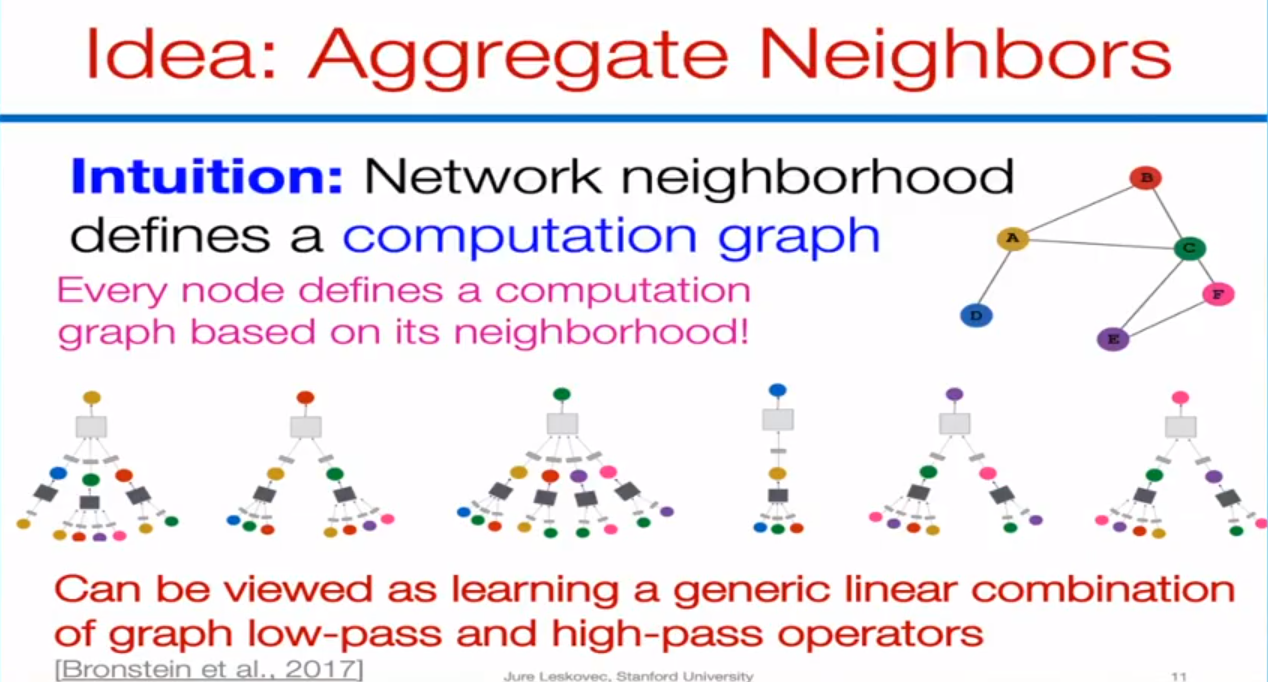 Idea: Aggregate Neighbors
Intuition: Network neighborhood
defines a computation graph
Every node defines a computation
graph based on its neighborhood!
B
A
C
F
D
E
Can be viewed as learning a generic linear combination
of graph low-pass and high-pass operators
[Bronstein et al., 2017]
Jure Leskovec, Stanford University
11